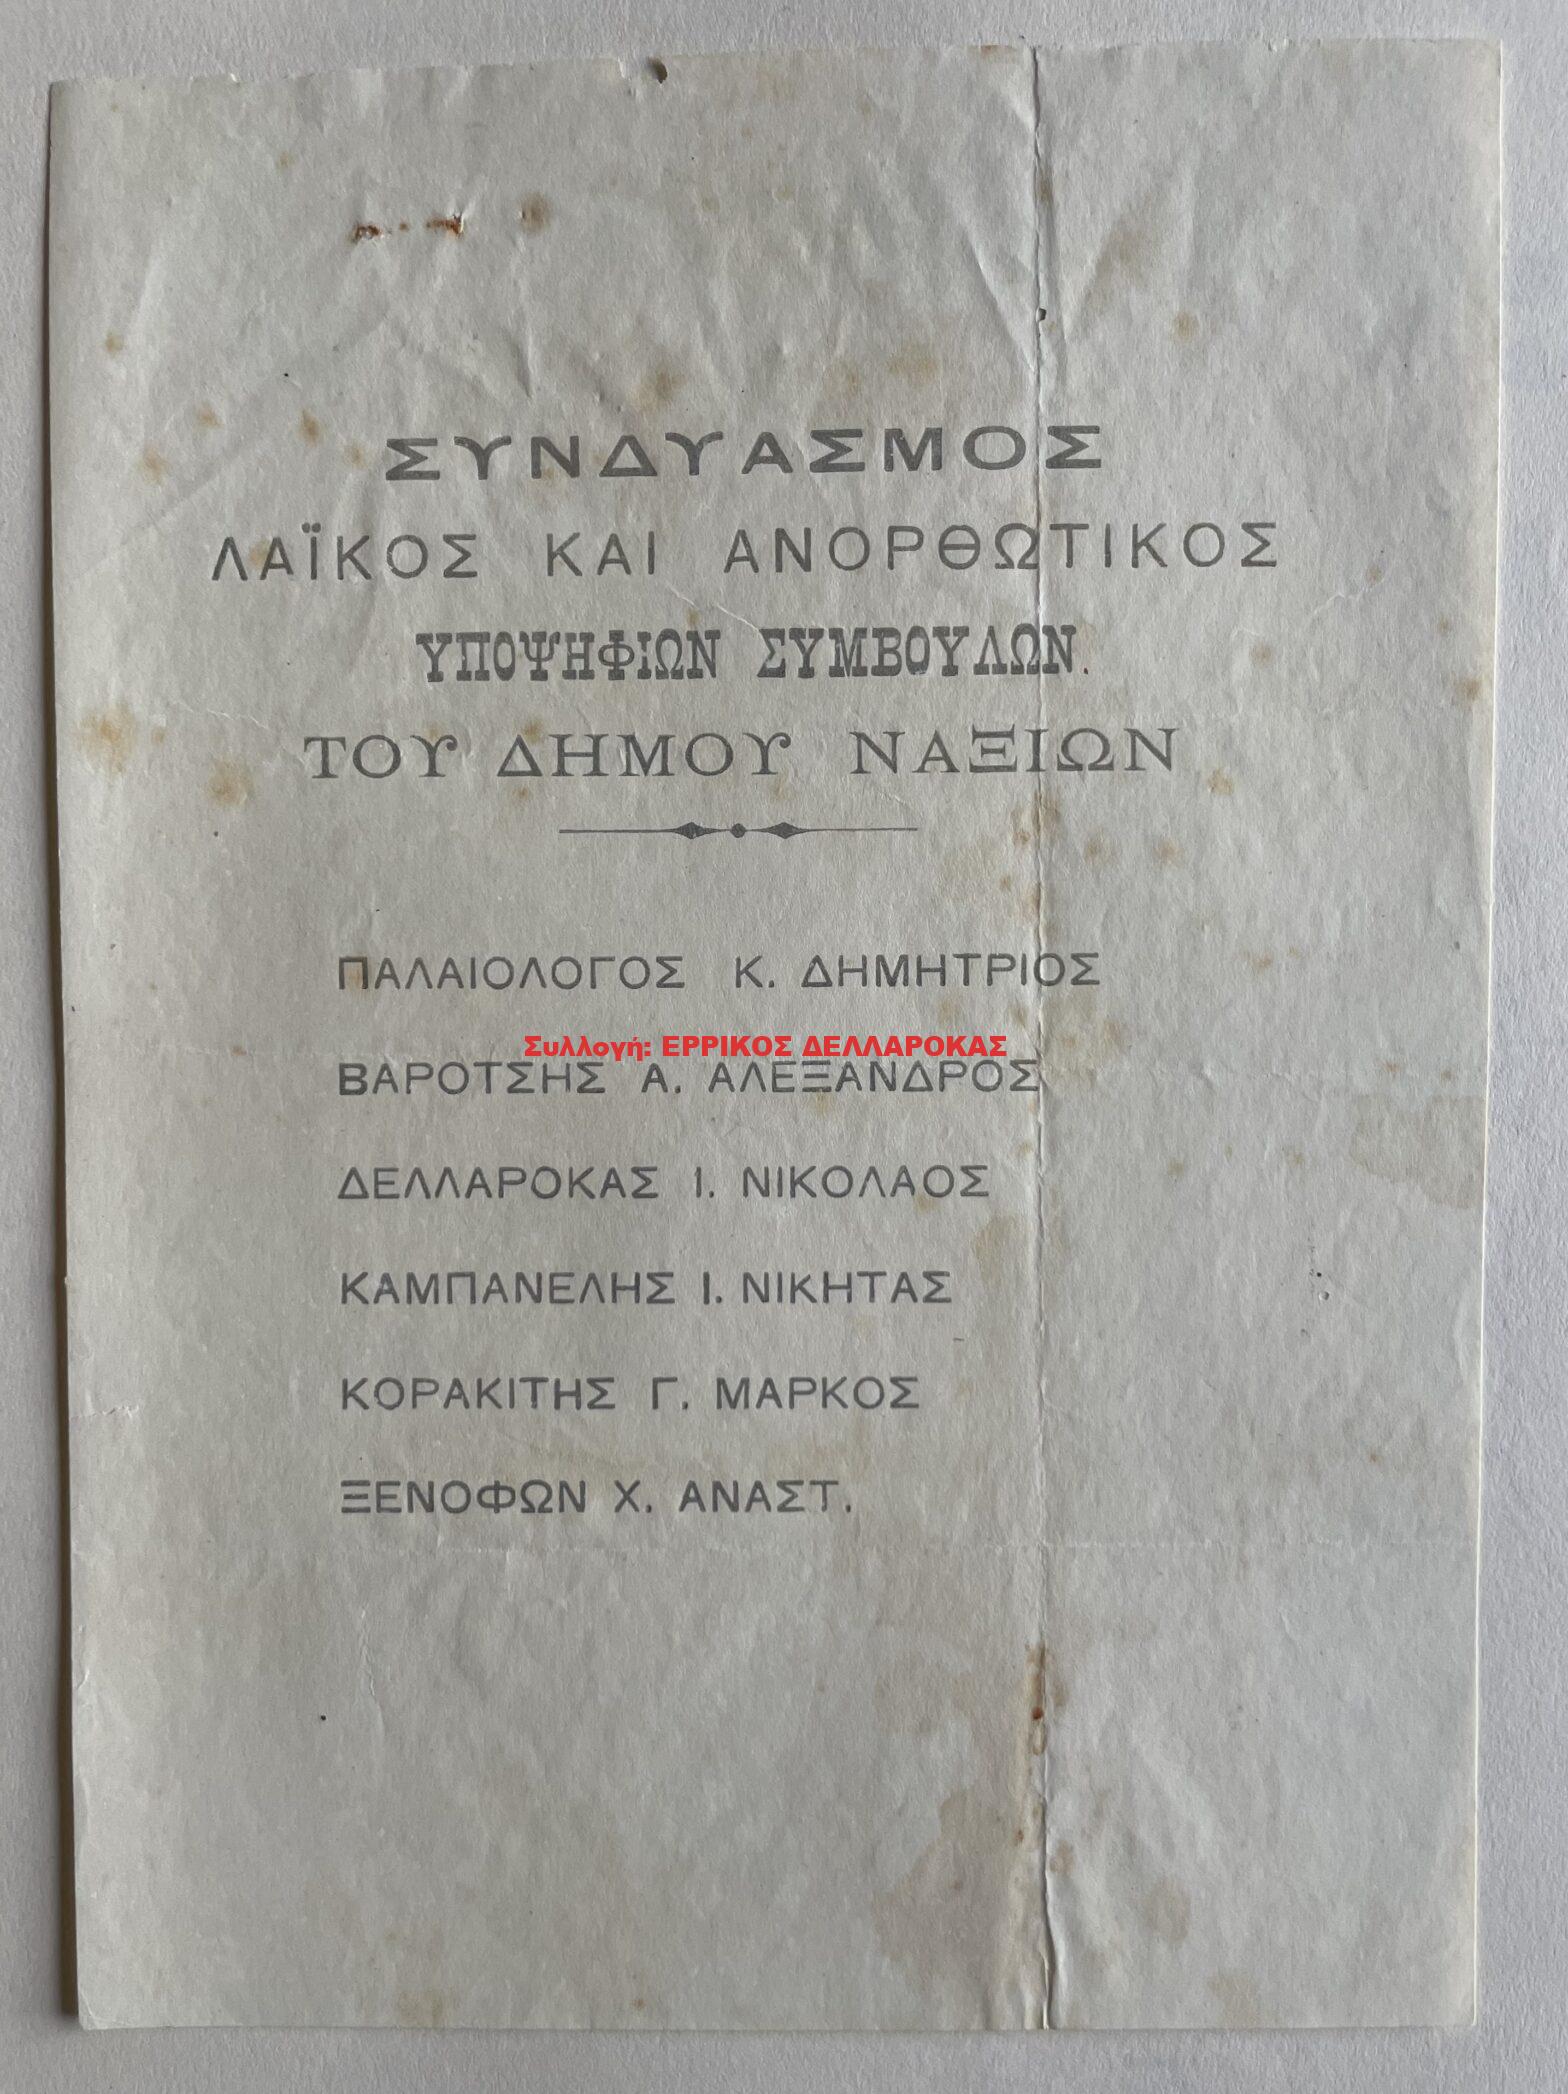 ΣΥΝΔΥΑΣΜΟΣ
ΛΑΪΚΟΣ ΚΑΙ ΑΝΟΡΘΩΤΙΚΟΣ
ΥΠΟΨΗΦΙΩΝ ΣΥΜΒΟΥΛΩΝ.
ΤΟΥ ΔΗΜΟΥ ΝΑΞΙΩΝ
ΠΑΛΑΙΟΛΟΓΟΣ Κ. ΔΗΜΗΤΡΙΟΣ
Συλλογή: ΕΡΡΙΚΟΣ ΔΕΛΛΑΡΟΚΑΣ
ΒΑΡΟΤΣΗΣ Α. ΑΛΕΞΑΝΔΡΟΣ
ΔΕΛΛΑΡΟΚΑΣ Ι. ΝΙΚΟΛΑΟΣ
ΚΑΜΠΑΝΕΛΗΣ Ι. ΝΙΚΗΤΑΣ
ΚΟΡΑΚΙΤΗΣ Γ. ΜΑΡΚΟΣ
ΞΕΝΟΦΩΝ Χ. ΑΝΑΣΤ.